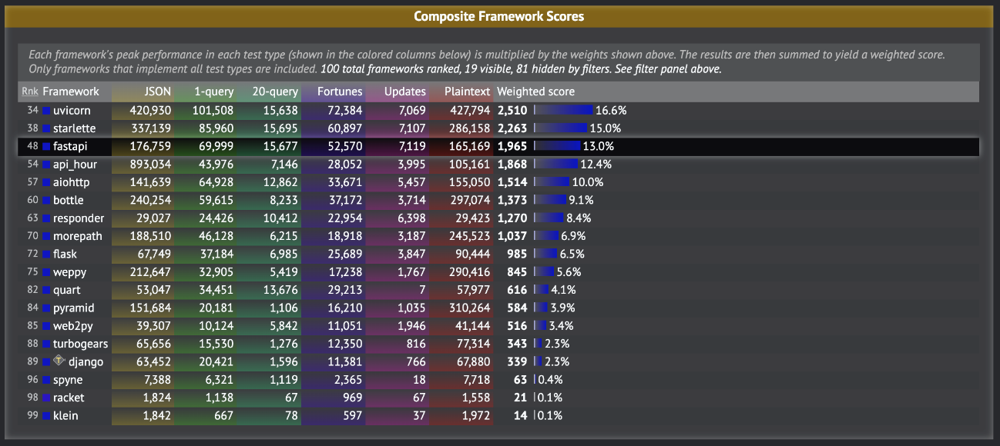 Composite Framework Scores
Each framework's peak performance in each test type (shown in the colored columns below) is multiplied by the weights shown above. The results are then summed to yield a weighted score.
Only frameworks that implement all test types are included. 100 total frameworks ranked, 19 visible, 81 hidden by filters. See filter panel above.
Rnk Framework JSON 1-query 20-query Fortunes Updates Plaintext Weighted score
34 uvicorn 420,930 101,508 15,638 72,384 7,069 427,794 2,510 16.6%
38 starlette 337,139 85,960 15,695 60,897 7,107 286,158 2,263 15.0%
48 fastapi 176,759 69,999 15,677 52,570 7,119 165,169 1,965 13.0%
54 api_hour 893,034 43,976 7,146 28,052 3,995 105,161 1,868 12.4%
57 aiohttp 141,639 64,928 12,862 33,671 5,457 155,050 1,514 10.0%
60 bottle 240,254 59,615 8,233 37,172 3,714 297,074 1,373 9.1%
63 responder 29,027 24,426 10,412 22,954 6,398 29,423 1,270 8.4%
70 morepath 188,510 46,128 6,215 18,918 3,187 245,523 1,037 6.9%
72 flask 67,749 37,184 6,985 25,689 3,847 90,444 985 6.5%
75 weppy 212,647 32,905 5,419 17,238 1,767 290,416 845 5.6%
82 quart 53,047 34,451 13,676 29,213 7 57,977 616 4.1%
84 pyramid 151,684 20,181 1,106 16,210 1,035 310,264 584 3.9%
85 web2py 39,307 10,124 5,842 11,051 1,946 41,144 516 3.4%
88 turbogears 65,656 15,530 1,276 12,350 816 77,314 343 2.3%
89 T django 63,452 20,421 1,596 11,381 766 67,880 339 2.3%
96 spyne 7,388 6,321 1,119 2,365 18 7,718 63 0.4%
98 racket 1,824 1,138 67 969 67 1,558 21 0.1%
99 klein 1,842 667 78 597 37 1,972 14 0.1%